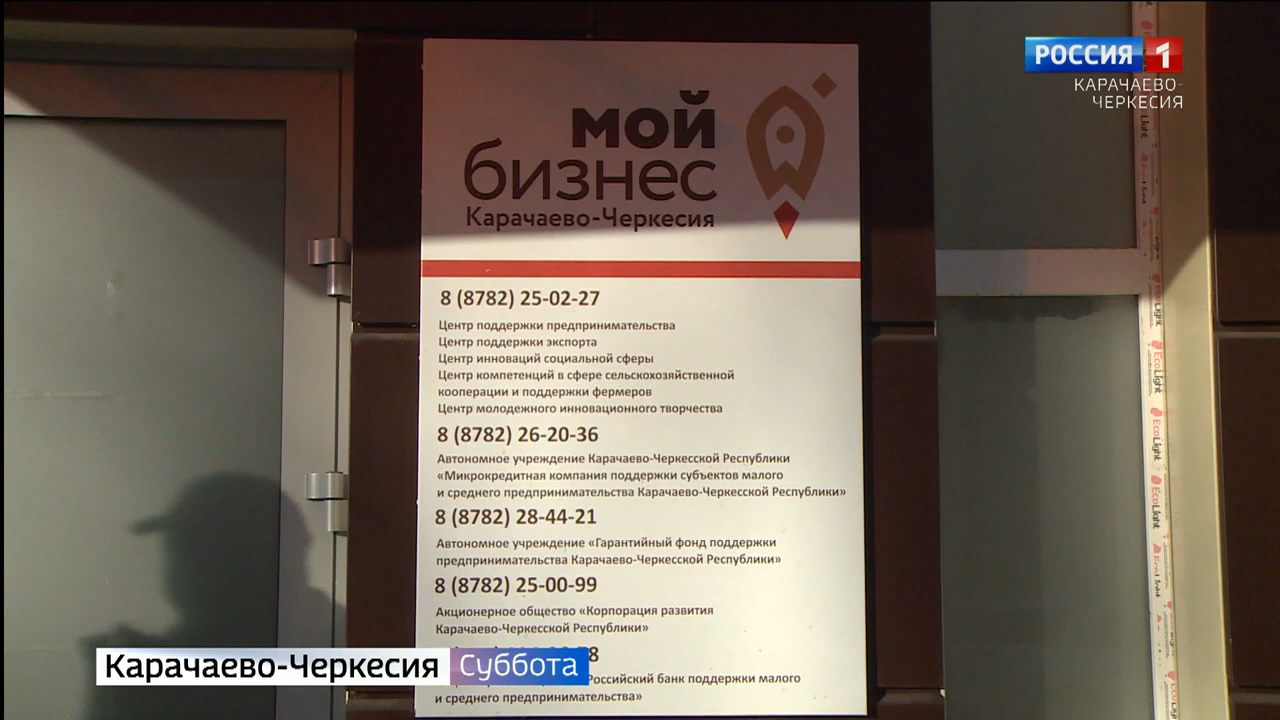 РОССИЯ 1
КАРАЧАЕВО-
ЧЕРКЕСИЯ
мой
бизнес
Карачаево-Черкесия
8 (8782) 25-02-27
Центр поддержки предпринимательства
Центр поддержки экспорта
Центр инноваций социальной сферы
Центр компетенций в сфере сельскохозяйственной
кооперации и поддержки фермеров
Центр молодежного инновационного творчества
8 (8782) 26-20-36
Автономное учреждение Карачаево-Черкесской Республики
«Микрокредитная компания поддержки субъектов малого
и среднего предпринимательства Карачаево-Черкесской Республики»
8 (8782) 28-44-21
Автономное учреждение «Гарантийный фонд поддержки
предпринимательства Карачаево-Черкесской Республики»
8 (8782) 25-00-99
Акционерное общество «Корпорация развития
Карачаево-Черкесской Республики»
Российский банк поддержки малого
и среднего предпринимательства»
Карачаево-Черкесия Суббота
EcoLight
EcoLight
EcoLight
EcoLight